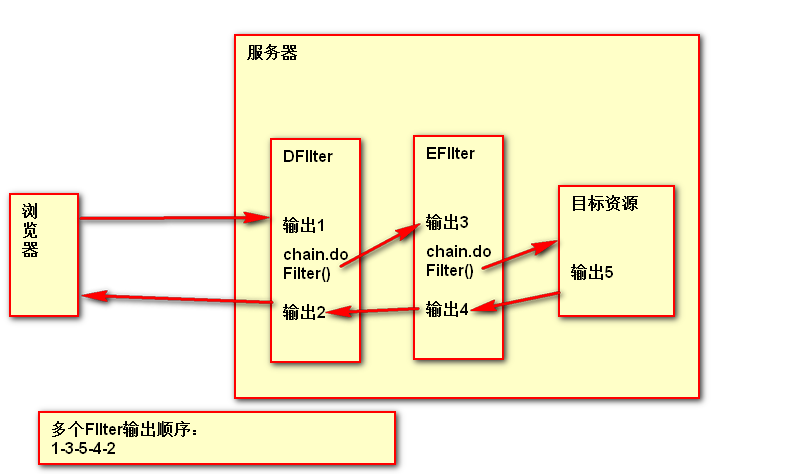 服务器
浏
览
器
DFIlter
输出1
chain.do
Filter()
输出2
EFIlter
输出3
chain.do
Filter()
输出4
目标资源
输出5
多个FIlter输出顺序：
1-3-5-4-2